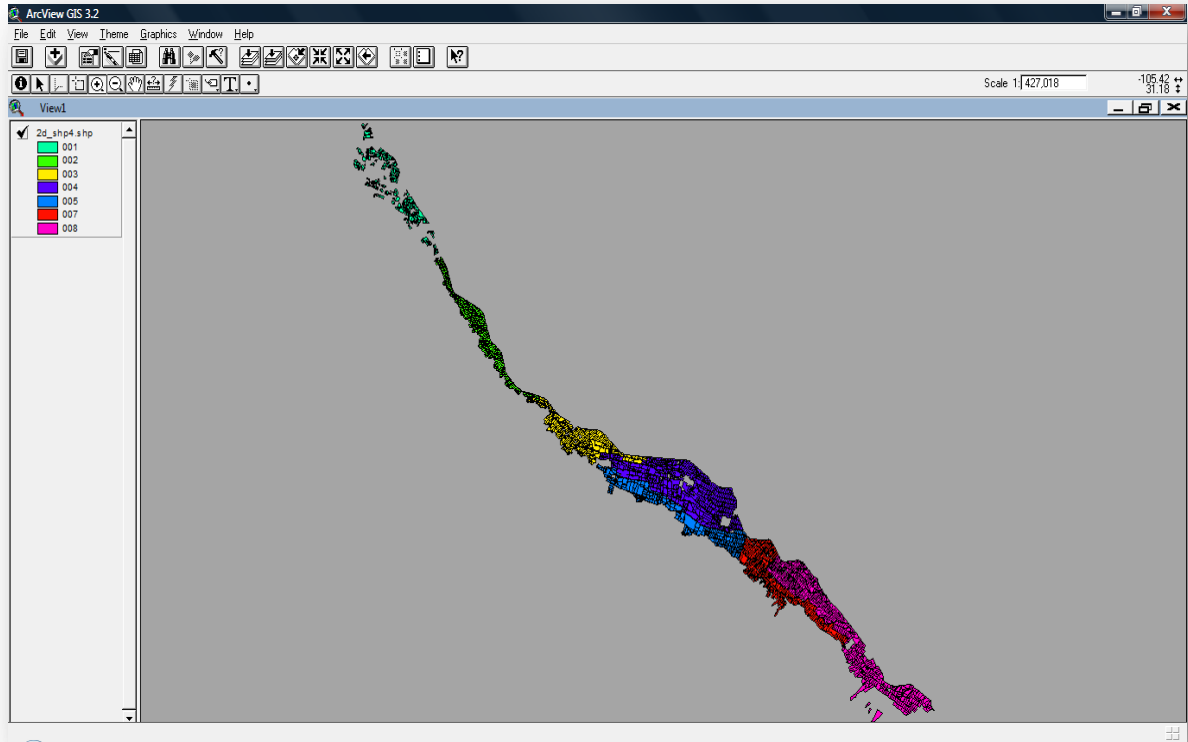 ArcView GIS 3.2
File Edit View Theme Graphics Window Help
Scale 1: 427,018
-105.42
31.18
View1
2d_shp4.shp
001
002
003
004
005
007
008